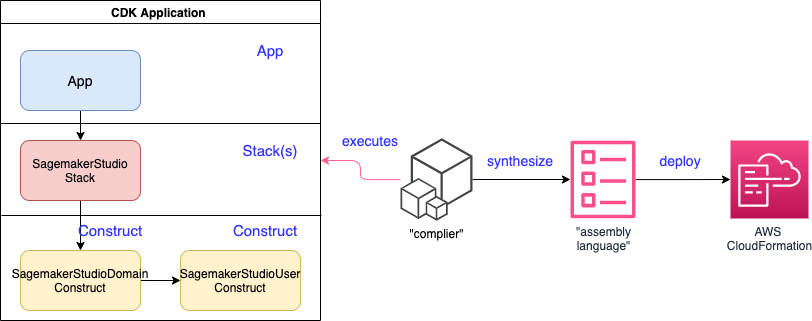 CDK Application
App
App
Stack(s)
SagemakerStudio
Stack
Construct
Construct
SagemakerStudioDomain
Construct
SagemakerStudioUser
Construct
executes
"complier"
synthesize
"assembly
language"
deploy
AWS
CloudFormation